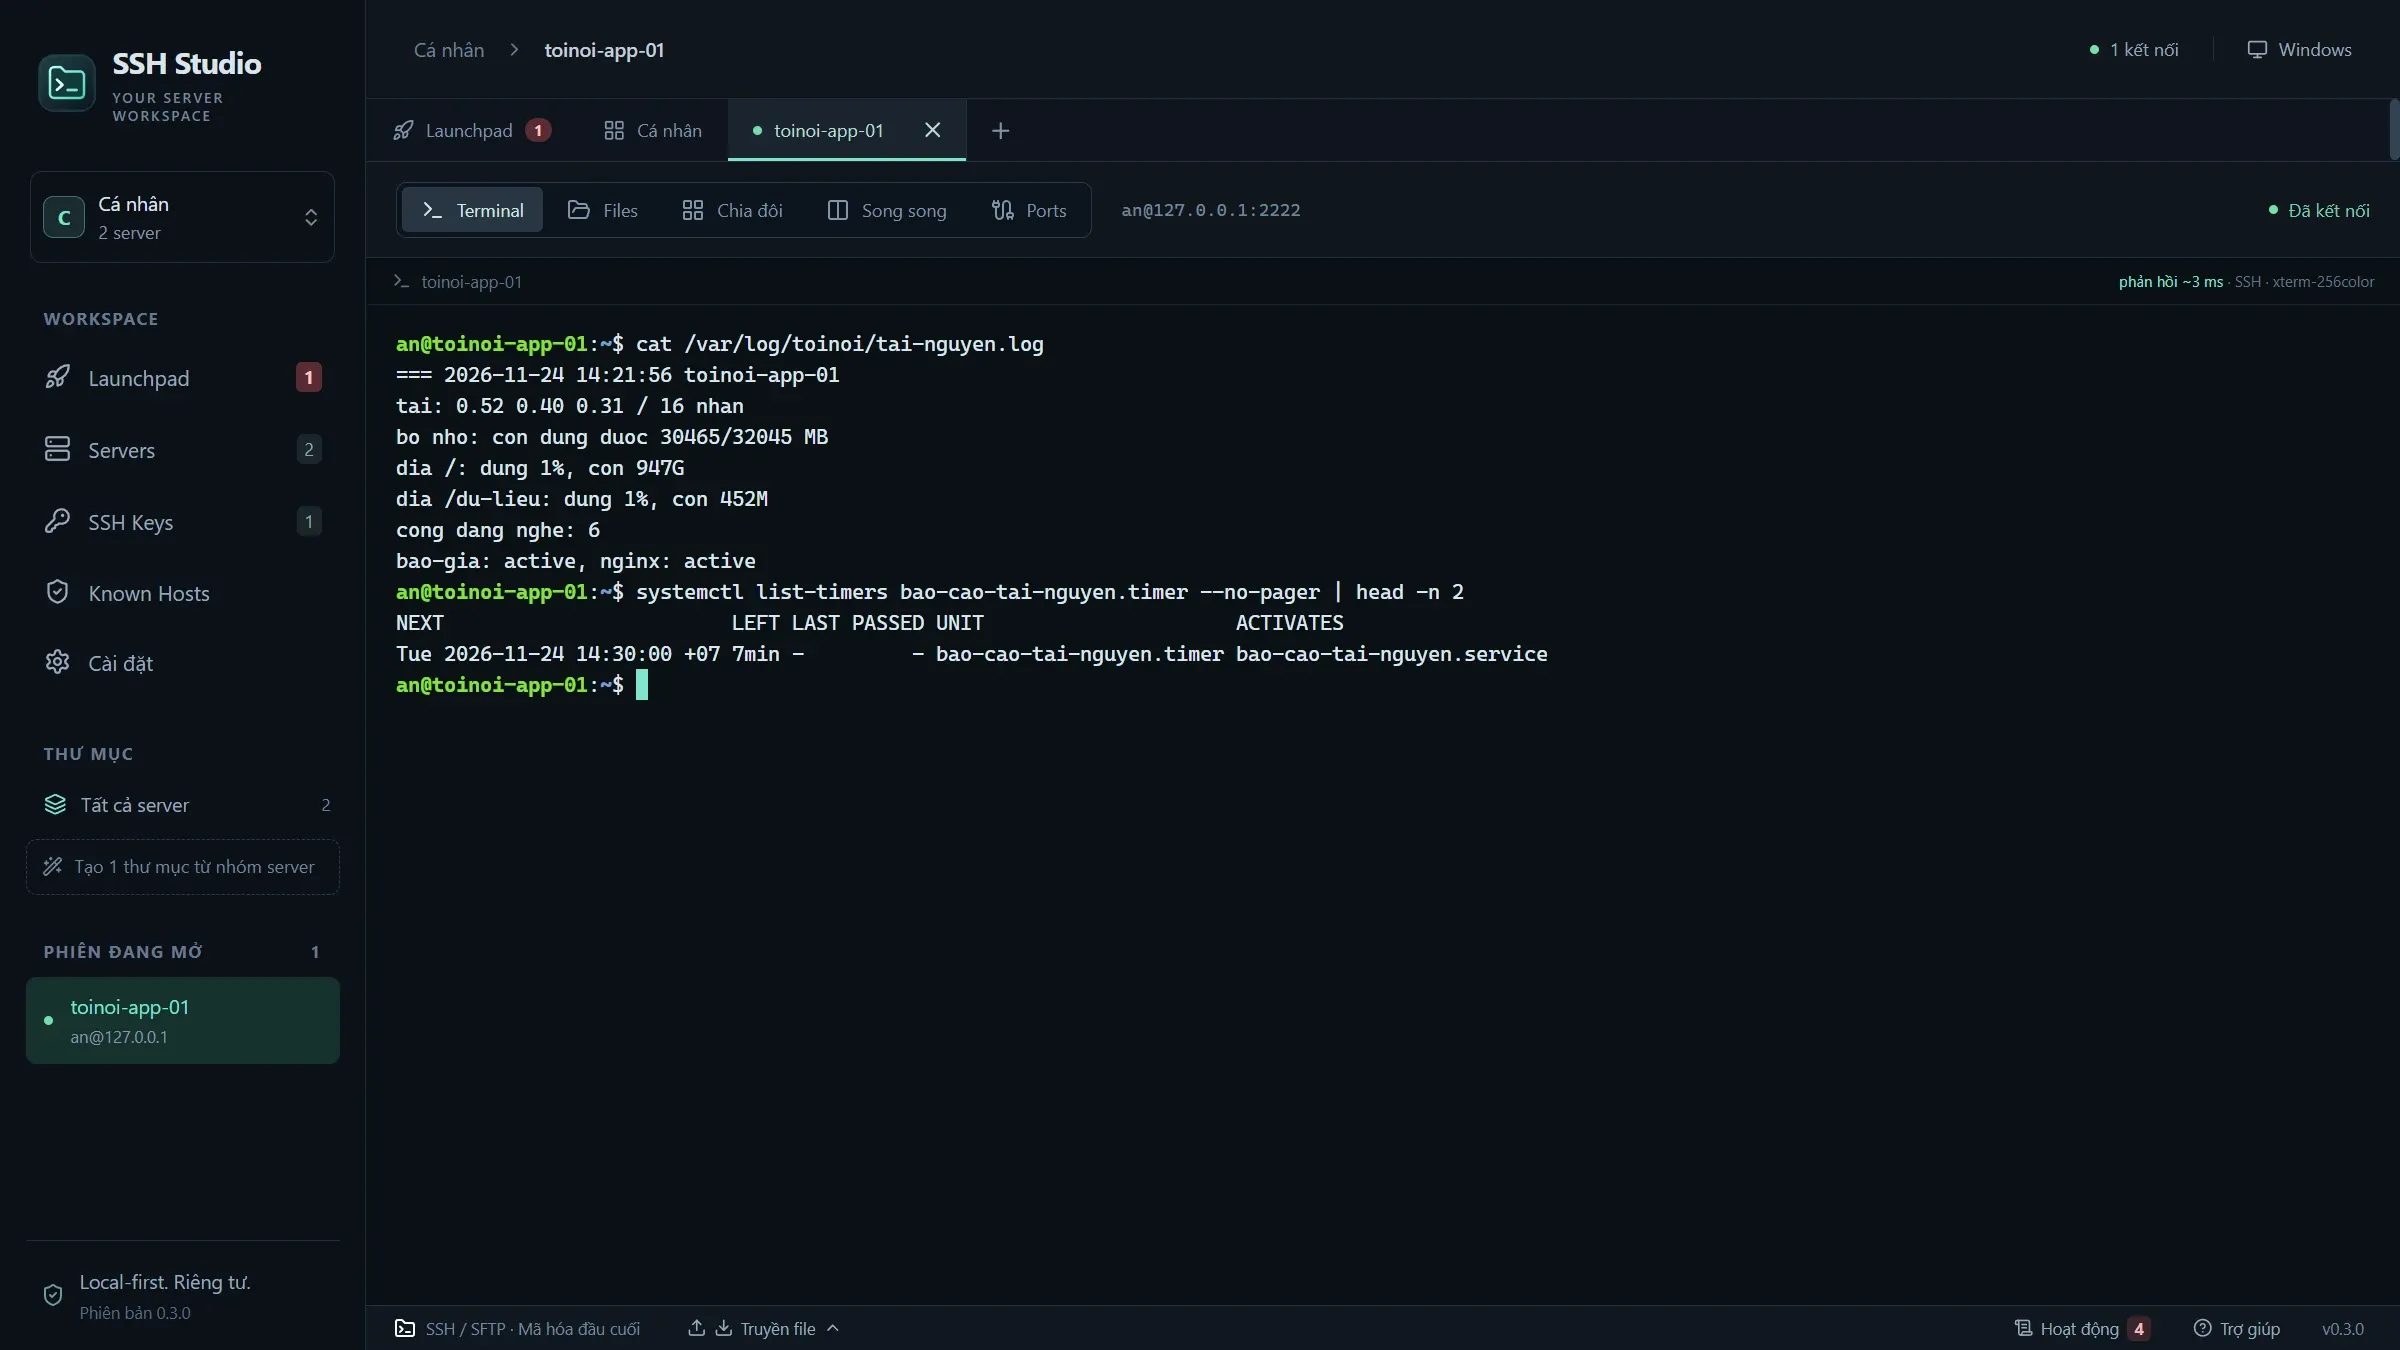 SSH Studio
YOUR SERVER
WORKSPACE
C
Cá nhân
2 server
WORKSPACE
Launchpad 1
Servers 2
SSH Keys 1
Known Hosts
Cài đặt
THƯ MỤC
Tất cả server 2
Tạo 1 thư mục từ nhóm server
PHIÊN ĐANG MỞ 1
toinoi-app-01
an@127.0.0.1
Local-first. Riêng tư.
Phiên bản 0.3.0
Cá nhân > toinoi-app-01
1 kết nối
Windows
Launchpad 1
Cá nhân
toinoi-app-01
Terminal
Files
Chia đôi
Song song
Ports
an@127.0.0.1:2222
Đã kết nối
toinoi-app-01
phản hồi ~3 ms · SSH · xterm-256color
an@toinoi-app-01:~$ cat /var/log/toinoi/tai-nguyen.log
=== 2026-11-24 14:21:56 toinoi-app-01
tai: 0.52 0.40 0.31 / 16 nhan
bo nho: con dung duoc 30465/32045 MB
dia /: dung 1%, con 947G
dia /du-lieu: dung 1%, con 452M
cong dang nghe: 6
bao-gia: active, nginx: active
an@toinoi-app-01:~$ systemctl list-timers bao-cao-tai-nguyen.timer --no-pager | head -n 2
NEXT                        LEFT LAST PASSED UNIT                     ACTIVATES
Tue 2026-11-24 14:30:00 +07 7min -         - bao-cao-tai-nguyen.timer bao-cao-tai-nguyen.service
an@toinoi-app-01:~$
SSH / SFTP · Mã hóa đầu cuối
Truyền file
Hoạt động 4
Trợ giúp
v0.3.0